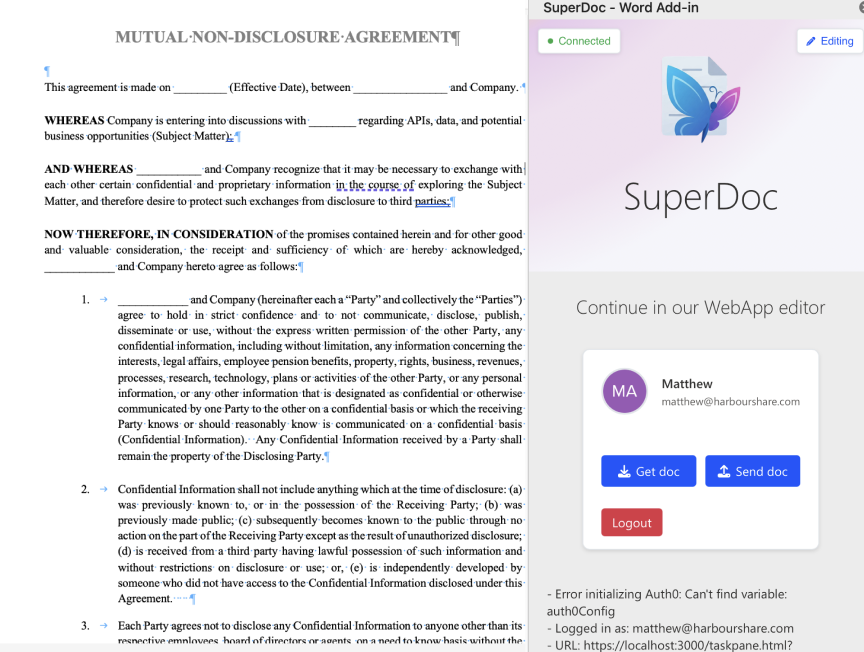 MUTUAL NON-DISCLOSURE AGREEMENT¶
¶
This agreement is made on _________ (Effective Date), between ________________ and Company. ¶
WHEREAS Company is entering into discussions with ________ regarding APIs, data, and potential
business opportunities (Subject Matter); ¶
AND WHEREAS ___________ and Company recognize that it may be necessary to exchange with
each other certain confidential and proprietary information in the course of exploring the Subject
Matter, and therefore desire to protect such exchanges from disclosure to third parties;¶
NOW THEREFORE, IN CONSIDERATION of the promises contained herein and for other good
and valuable consideration, the receipt and sufficiency of which are hereby acknowledged,
____________ and Company hereto agree as follows:¶
1. → ____________ and Company (hereinafter each a “Party” and collectively the “Parties”)
agree to hold in strict confidence and to not communicate, disclose, publish,
disseminate or use, without the express written permission of the other Party, any
confidential information, including without limitation, any information concerning the
interests, legal affairs, employee pension benefits, property, rights, business, revenues,
processes, research, technology, plans or activities of the other Party, or any personal
information, or any other information that is designated as confidential or otherwise
communicated by one Party to the other on a confidential basis or which the receiving
Party knows or should reasonably know is communicated on a confidential basis
(Confidential Information). Any Confidential Information received by a Party shall
remain the property of the Disclosing Party.¶
2. → Confidential Information shall not include anything which at the time of disclosure: (a)
was previously known to, or in the possession of the Receiving Party; (b) was
previously made public; (c) subsequently becomes known to the public through no
action on the part of the Receiving Party except as the result of unauthorized disclosure;
(d) is received from a third party having lawful possession of such information and
without restrictions on disclosure or use; or, (e) is independently developed by
someone who did not have access to the Confidential Information disclosed under this
Agreement. ¶
3. → Each Party agrees not to disclose any Confidential Information to anyone other than its
respective employees, board of directors or agents, on a need to know basis without the
SuperDoc - Word Add-in
Connected
Editing
SuperDoc
Continue in our WebApp editor
MA
Matthew
matthew@harbourshare.com
Get doc
Send doc
Logout
- Error initializing Auth0: Can't find variable:
auth0Config
- Logged in as: matthew@harbourshare.com
- URL: https://localhost:3000/taskpane.html?